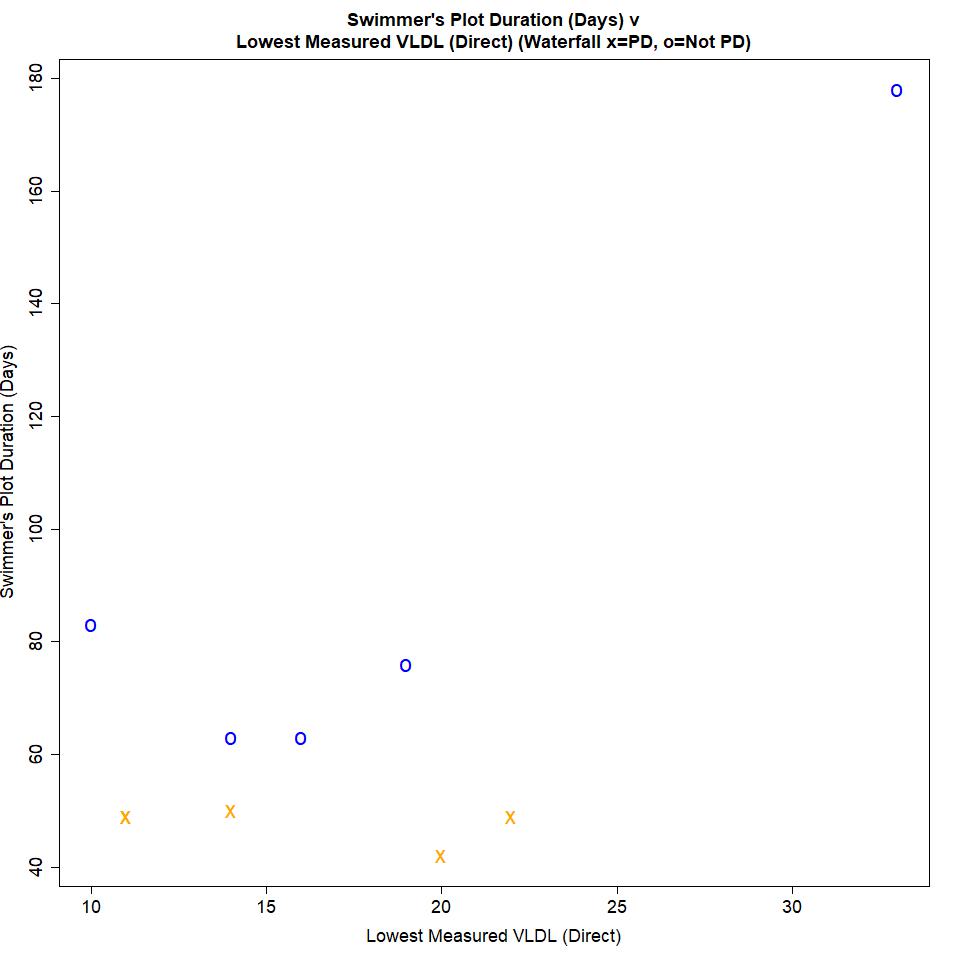 Swimmer's Plot Duration (Days) v
Lowest Measured VLDL (Direct) (Waterfall x=PD, o=Not PD)
Swimmer's Plot Duration (Days)
180
160
140
120
100
80
60
40
o
o
o
o
o
x
x
x
x
10
15
20
25
30
Lowest Measured VLDL (Direct)